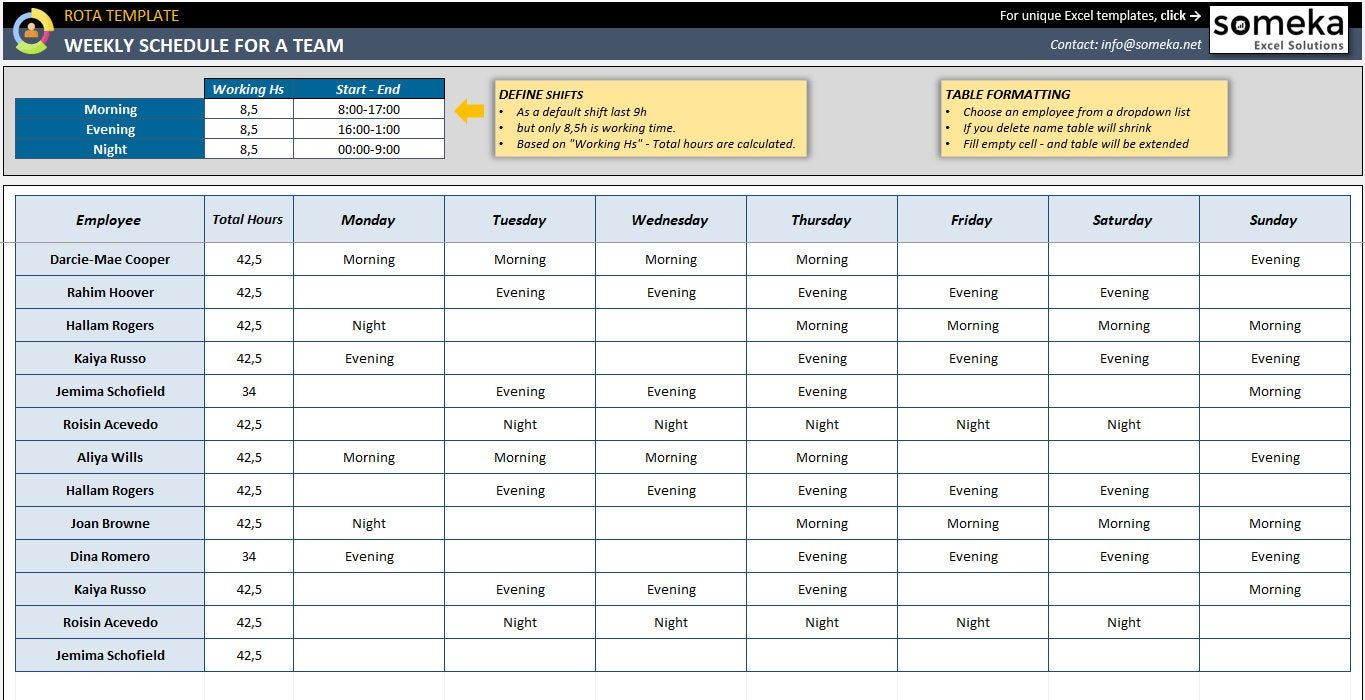 ROTA TEMPLATE
For unique Excel templates, click →
someka
WEEKLY SCHEDULE FOR A TEAM
Contact: info@someka.net
Excel Solutions
Working Hs Start - End
Morning 8,5 8:00-17:00
Evening 8,5 16:00-1:00
Night 8,5 00:00-9:00
DEFINE SHIFTS
• As a default shift last 9h
• but only 8,5h is working time.
• Based on "Working Hs" - Total hours are calculated.
TABLE FORMATTING
• Choose an employee from a dropdown list
• If you delete name table will shrink
• Fill empty cell - and table will be extended
Employee Total Hours Monday Tuesday Wednesday Thursday Friday Saturday Sunday
Darcie-Mae Cooper 42,5 Morning Morning Morning Morning Evening
Rahim Hoover 42,5 Evening Evening Evening Evening Evening
Hallam Rogers 42,5 Night Morning Morning Morning Morning
Kaiya Russo 42,5 Evening Evening Evening Evening Evening
Jemima Schofield 34 Evening Evening Evening Morning
Roisin Acevedo 42,5 Night Night Night Night Night
Aliya Wills 42,5 Morning Morning Morning Morning Evening
Hallam Rogers 42,5 Evening Evening Evening Evening Evening
Joan Browne 42,5 Night Morning Morning Morning Morning
Dina Romero 34 Evening Evening Evening Evening Evening
Kaiya Russo 42,5 Evening Evening Evening Morning
Roisin Acevedo 42,5 Night Night Night Night Night
Jemima Schofield 42,5